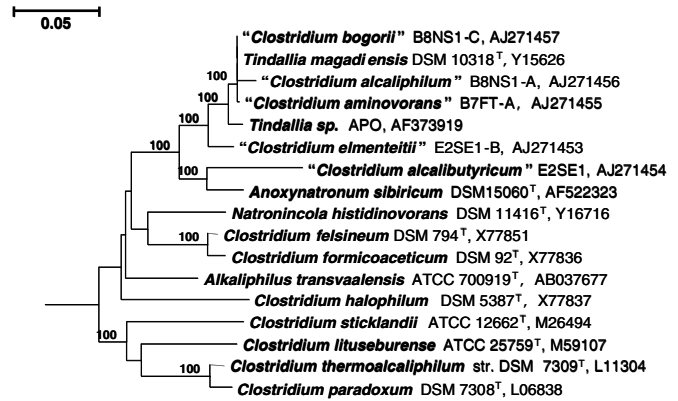 0.05
"Clostridium bogorii" B8NS1-C, AJ271457
Tindallia magadiensis DSM 10318T, Y15626
100
"Clostridium alcaliphilum" B8NS1-A, AJ271456
100
"Clostridium aminovorans" B7FT-A, AJ271455
100
Tindallia sp. APO, AF373919
100
"Clostridium elmenteitii" E2SE1-B, AJ271453
100
"Clostridium alcalibutyricum" E2SE1, AJ271454
Anoxynatronum sibiricum DSM15060T, AF522323
Natronincola histidinovorans DSM 11416T, Y16716
100
Clostridium felsineum DSM 794T, X77851
Clostridium formicoaceticum DSM 92T, X77836
Alkaliphilus transvaalensis ATCC 700919T, AB037677
Clostridium halophilum DSM 5387T, X77837
Clostridium sticklandii ATCC 12662T, M26494
100
Clostridium lituseburense ATCC 25759T, M59107
100
Clostridium thermoalcaliphilum str. DSM 7309T, L11304
Clostridium paradoxum DSM 7308T, L06838